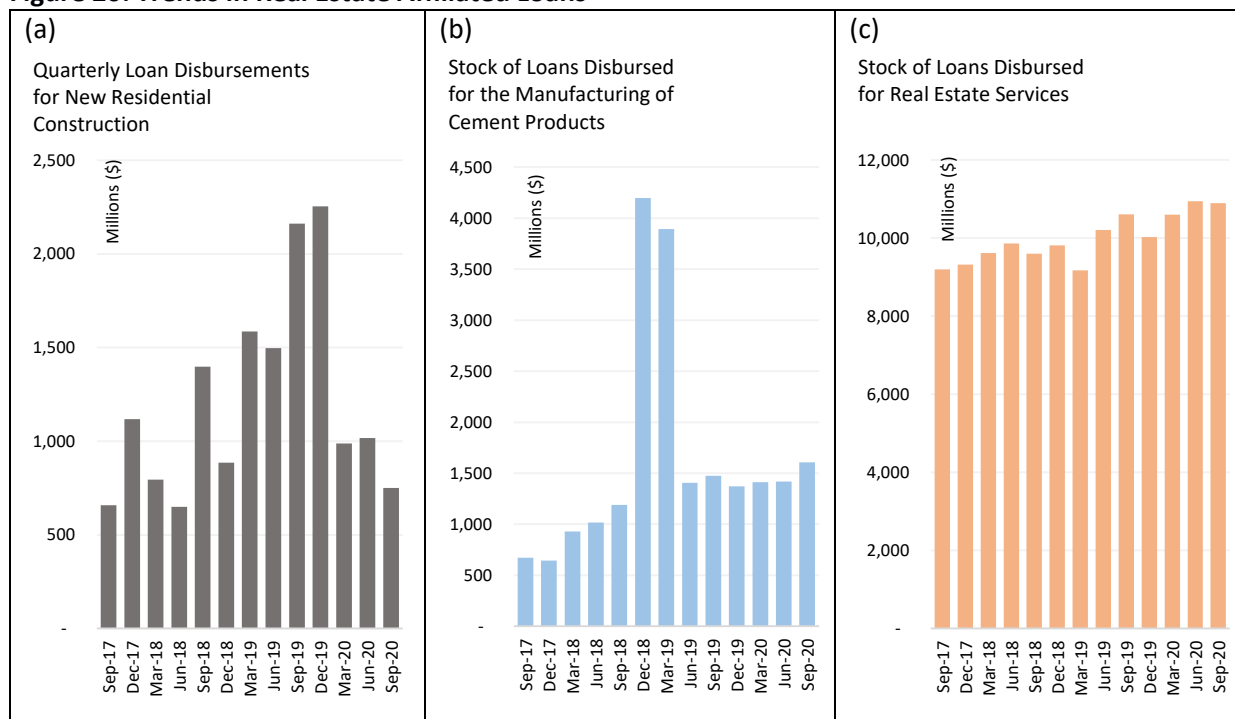 Figure Trends in Real Estate Affiliated Loans
(a)
Quarterly Loan Disbursements
for New Residential
Construction
Millions ($)
2,500
2,000
1,500
1,000
500
-
Sep-17
Dec-17
Mar-18
Jun-18
Sep-18
Dec-18
Mar-19
Jun-19
Sep-19
Dec-19
Mar-20
Jun-20
Sep-20
(b)
Stock of Loans Disbursed
for the Manufacturing of
Cement Products
Millions ($)
4,500
4,000
3,500
3,000
2,500
2,000
1,500
1,000
500
-
Sep-17
Dec-17
Mar-18
Jun-18
Sep-18
Dec-18
Mar-19
Jun-19
Sep-19
Dec-19
Mar-20
Jun-20
Sep-20
(c)
Stock of Loans Disbursed
for Real Estate Services
Millions ($)
12,000
10,000
8,000
6,000
4,000
2,000
-
Sep-17
Dec-17
Mar-18
Jun-18
Sep-18
Dec-18
Mar-19
Jun-19
Sep-19
Dec-19
Mar-20
Jun-20
Sep-20